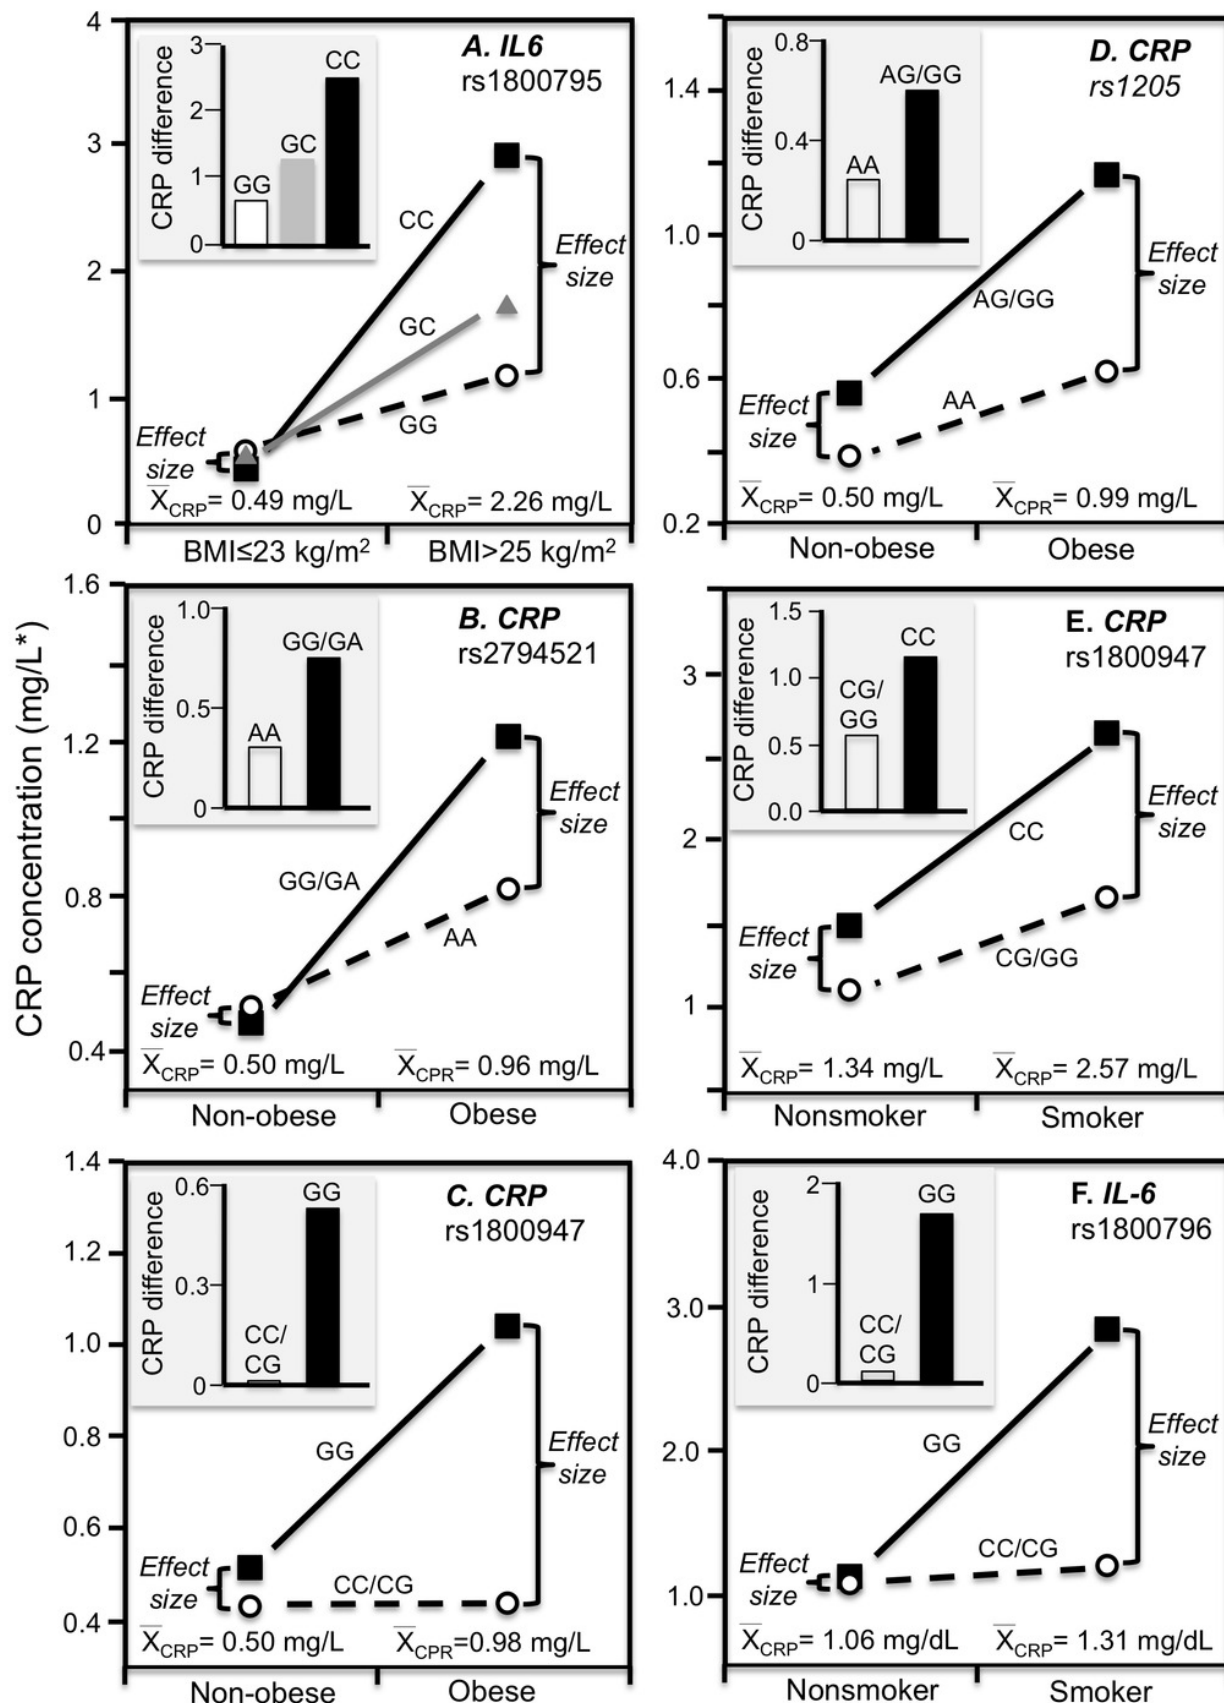 CRP concentration (mg/L*)
A. IL6
rs1800795
4
3
2
1
0
CRP difference
3
2
1
0
GG
GC
CC
CC
GC
GG
Effect
size
Effect
size
X̅CRP= 0.49 mg/L
X̅CRP= 2.26 mg/L
BMI≤23 kg/m²
BMI>25 kg/m²
D. CRP
rs1205
1.4
1.0
0.6
0.2
CRP difference
0.8
0.4
0
AA
AG/GG
AG/GG
AA
Effect
size
Effect
size
X̅CRP= 0.50 mg/L
X̅CPR= 0.99 mg/L
Non-obese
Obese
B. CRP
rs2794521
1.6
1.2
0.8
0.4
CRP difference
1.0
0.5
0
AA
GG/GA
GG/GA
AA
Effect
size
Effect
size
X̅CRP= 0.50 mg/L
X̅CPR= 0.96 mg/L
Non-obese
Obese
E. CRP
rs1800947
3
2
1
CRP difference
1.5
1.0
0.5
0.0
CG/
GG
CC
CC
CG/GG
Effect
size
Effect
size
X̅CRP= 1.34 mg/L
X̅CRP= 2.57 mg/L
Nonsmoker
Smoker
C. CRP
rs1800947
1.4
1.2
1.0
0.8
0.6
0.4
CRP difference
0.6
0.3
0
CC/
CG
GG
GG
CC/CG
Effect
size
Effect
size
X̅CRP= 0.50 mg/L
X̅CPR=0.98 mg/L
Non-obese
Obese
F. IL-6
rs1800796
4.0
3.0
2.0
1.0
CRP difference
2
1
0
CC/
CG
GG
GG
CC/CG
Effect
size
Effect
size
X̅CRP= 1.06 mg/dL
X̅CRP= 1.31 mg/dL
Nonsmoker
Smoker